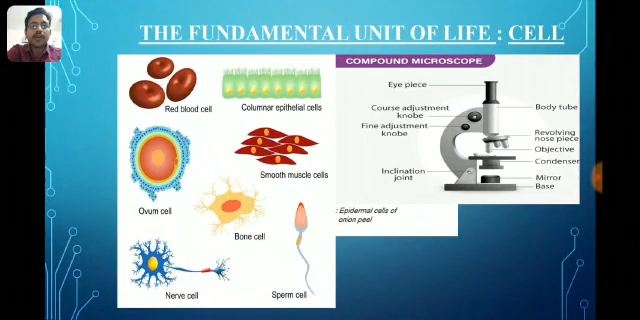 THE FUNDAMENTAL UNIT OF LIFE : CELL
Red blood cell
Columnar epithelial cells
Ovum cell
Smooth muscle cells
Bone cell
Nerve cell
Sperm cell
COMPOUND MICROSCOPE
Eye piece
Course adjustment
knobe
Fine adjustment
knobe
Inclination
joint
Body tube
Revolving
nose piece
Objective
Condenser
Mirror
Base
: Epidermal cells of
onion peel